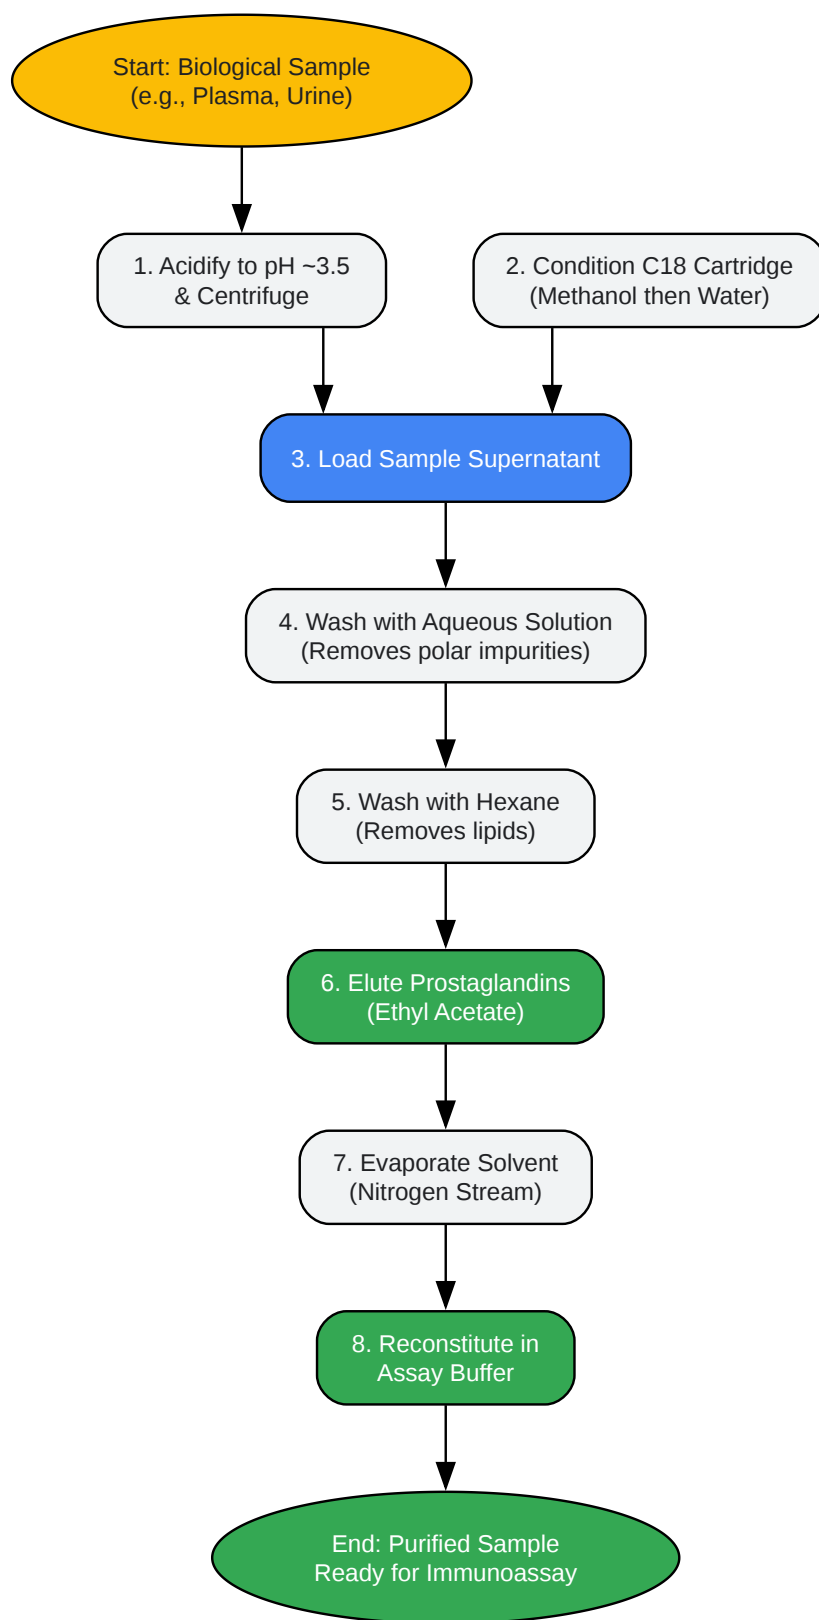 Start: Biological Sample
(e.g., Plasma, Urine)
1. Acidify to pH ~3.5
& Centrifuge
2. Condition C18 Cartridge
(Methanol then Water)
3. Load Sample Supernatant
4. Wash with Aqueous Solution
(Removes polar impurities)
5. Wash with Hexane
(Removes lipids)
6. Elute Prostaglandins
(Ethyl Acetate)
7. Evaporate Solvent
(Nitrogen Stream)
8. Reconstitute in
Assay Buffer
End: Purified Sample
Ready for Immunoassay